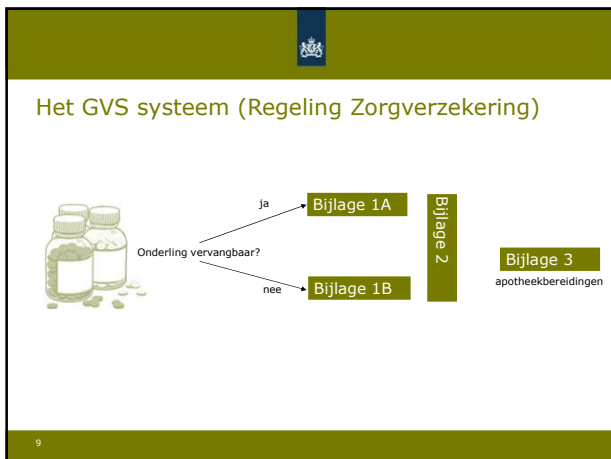 Het GVS systeem (Regeling Zorgverzekering)
ja
Bijlage 1A
Onderling vervangbaar?
nee
Bijlage 1B
Bijlage 2
Bijlage 3
apotheekbereidingen
9